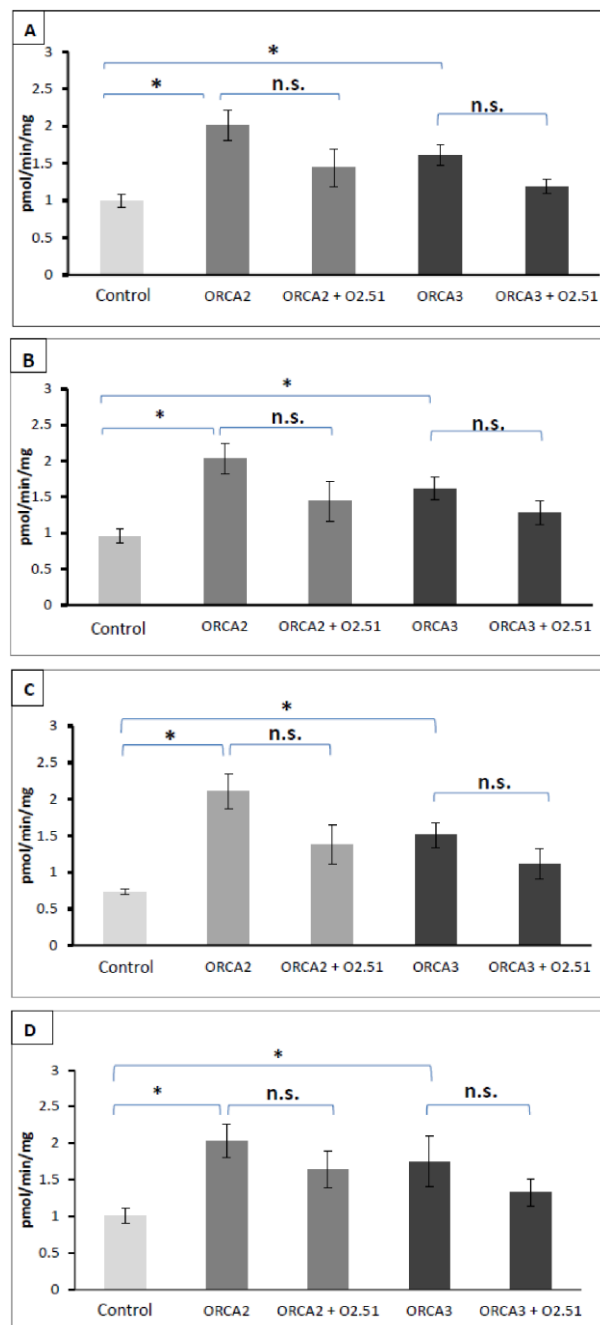 A
*
*
n.s.
n.s.
pmol/min/mg
3
2.5
2
1.5
1
0.5
0
Control ORCA2 ORCA2 + O2.51 ORCA3 ORCA3 + O2.51
B
*
*
n.s.
n.s.
pmol/min/mg
3
2.5
2
1.5
1
0.5
0
Control ORCA2 ORCA2 + O2.51 ORCA3 ORCA3 + O2.51
C
*
*
n.s.
n.s.
pmol/min/mg
3
2.5
2
1.5
1
0.5
0
Control ORCA2 ORCA2 + O2.51 ORCA3 ORCA3 + O2.51
D
*
*
n.s.
n.s.
pmol/min/mg
3
2.5
2
1.5
1
0.5
0
Control ORCA2 ORCA2 + O2.51 ORCA3 ORCA3 + O2.51